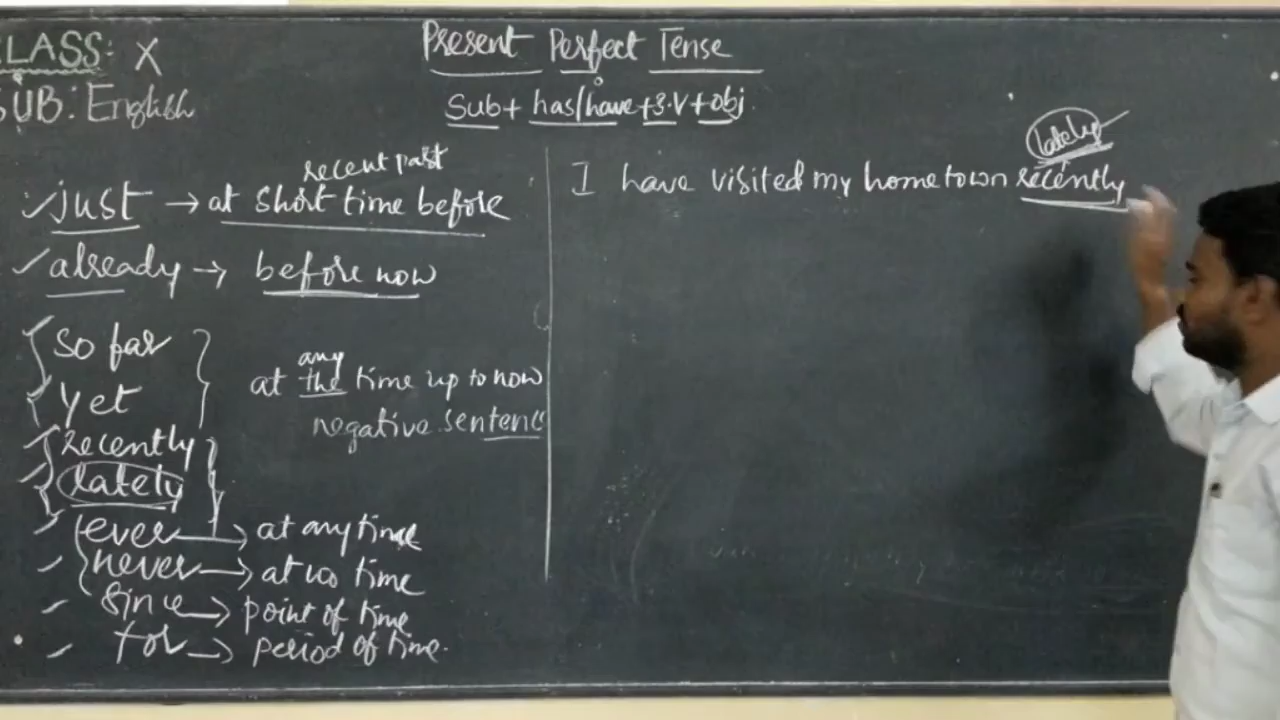 CLASS: X
SUB: English
Present Perfect Tense
Sub+ has/have +3.V + Obj.
recent past
just → at short time before
already → before now
so far
yet
any
at the time up to now
negative sentence
recently
lately
ever → at any time
never → at no time
since → point of time
for → period of time.
lately
I have visited my hometown recently